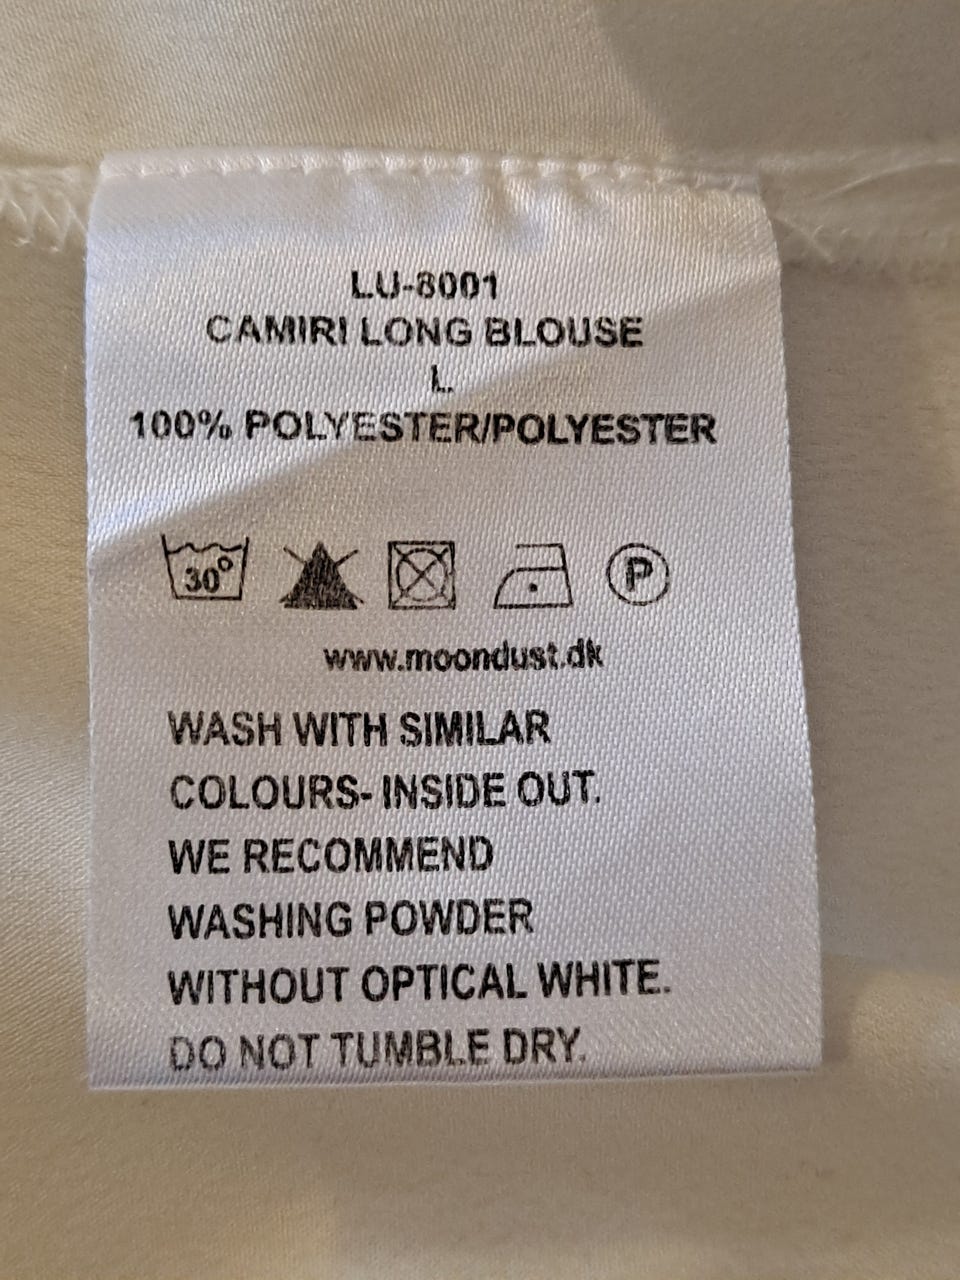 LU-8001
CAMIRI LONG BLOUSE
L
100% POLYESTER/POLYESTER
30°
P
www.moondust.dk
WASH WITH SIMILAR
COLOURS- INSIDE OUT.
WE RECOMMEND
WASHING POWDER
WITHOUT OPTICAL WHITE.
DO NOT TUMBLE DRY.